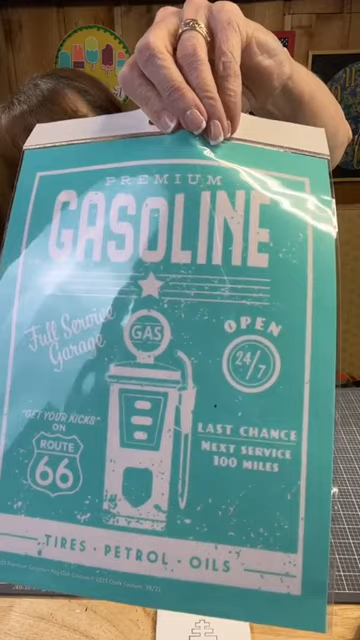 PREMIUM
GASOLINE
Full Service
Garage
GAS
OPEN
24/7
"GET YOUR KICKS"
ON
ROUTE
66
LAST CHANCE
NEXT SERVICE
100 MILES
TIRES · PETROL · OILS